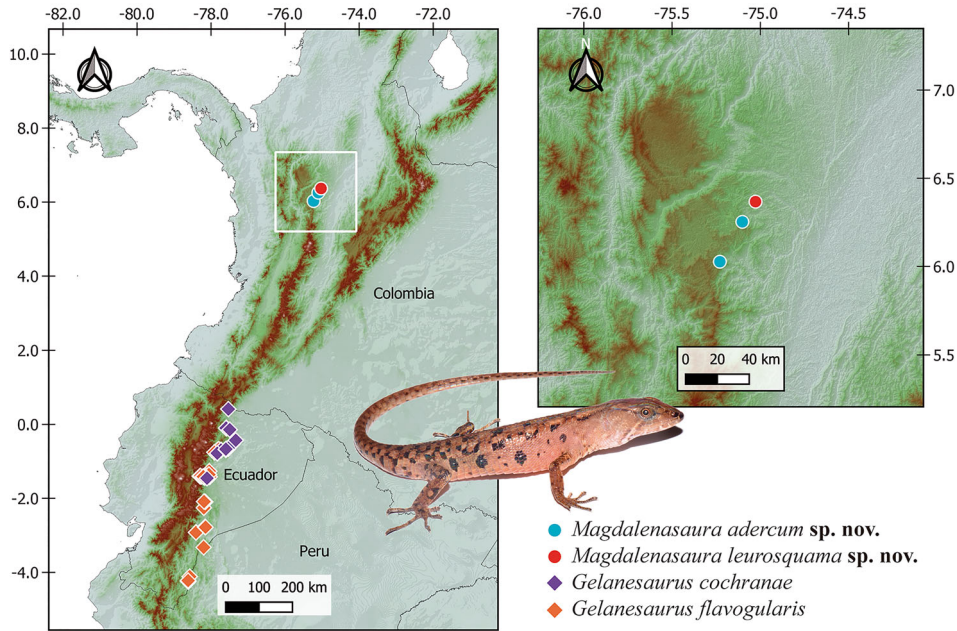 -82.0 -80.0 -78.0 -76.0 -74.0 -72.0
10.0
8.0
6.0
4.0
2.0
0.0
-2.0
-4.0
Colombia
Ecuador
Peru
0 100 200 km
-76.0 -75.5 -75.0 -74.5
N
7.0
6.5
6.0
5.5
0 20 40 km
Magdalenasaura adercum sp. nov.
Magdalenasaura leurosquama sp. nov.
Gelanesaurus cochranae
Gelanesaurus flavogularis